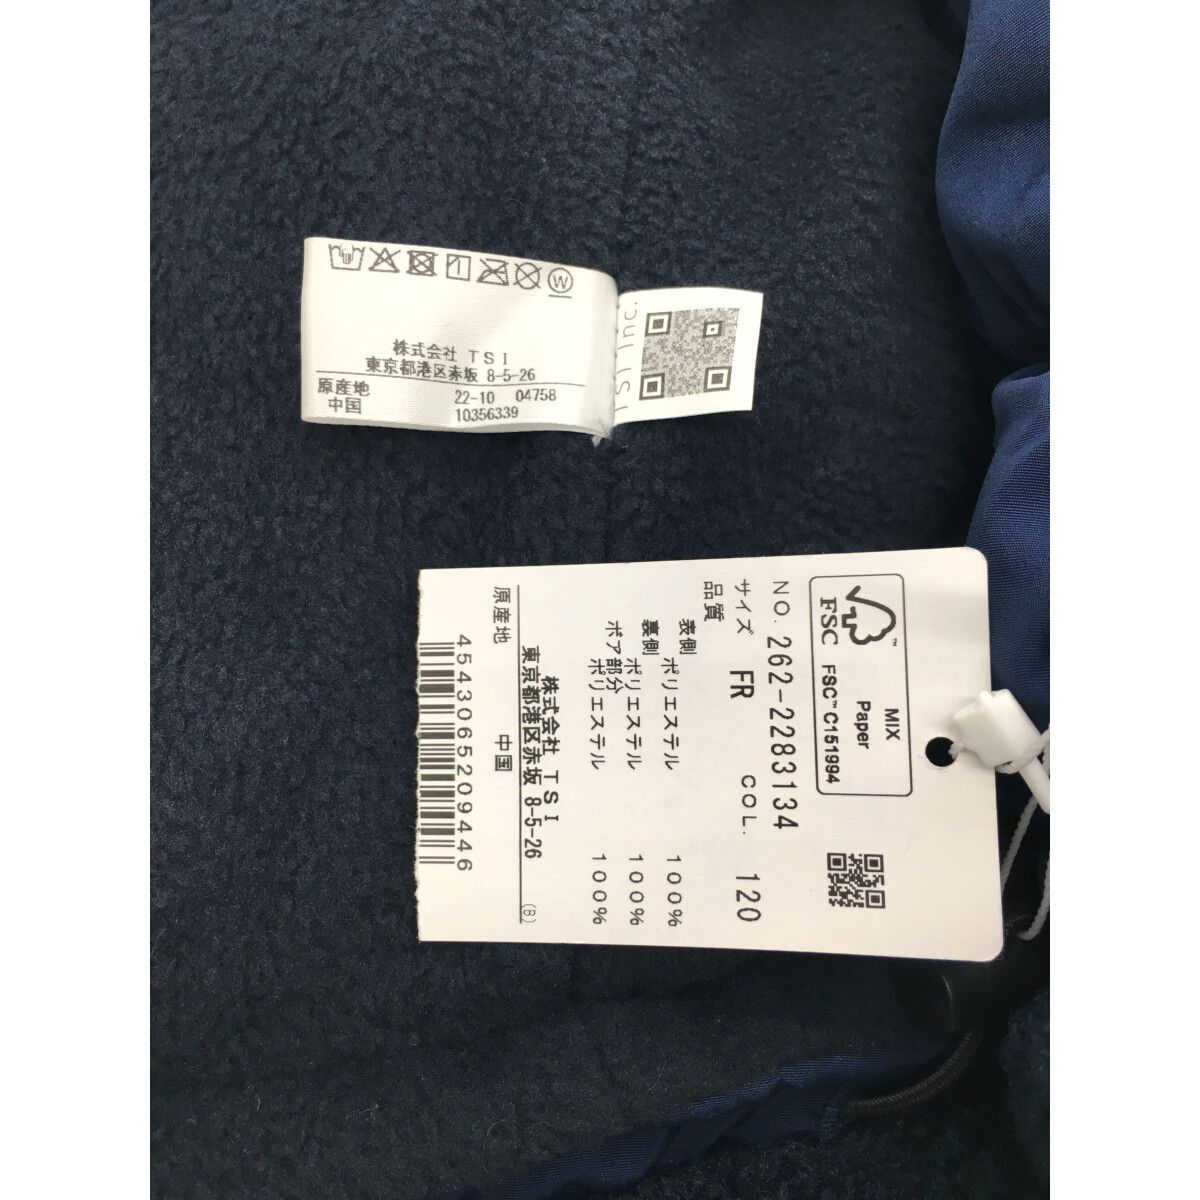 W
株式会社 TSI
東京都港区赤坂 8-5-26
原産地
中国
22-10 04758
10356339
TSI Inc.
FSC
MIX
Paper
FSC™ C151994
NO. 262-2283134
サイズ FR COL. 120
品質
表側 ポリエステル 100%
裏側 ポリエステル 100%
ボア部分
ポリエステル 100%
株式会社 TSI
東京都港区赤坂 8-5-26
(B)
原産地 中国
4543065209446